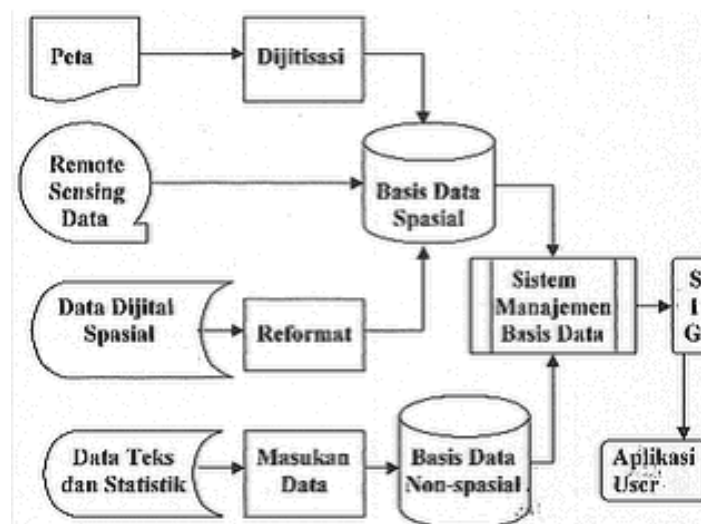 Peta
Dijitisasi
Remote
Sensing
Data
Basis Data
Spasial
Data Dijital
Spasial
Reformat
Sistem
Manajemen
Basis Data
S
I
G
Data Teks
dan Statistik
Masukan
Data
Basis Data
Non-spasial
Aplikasi
User